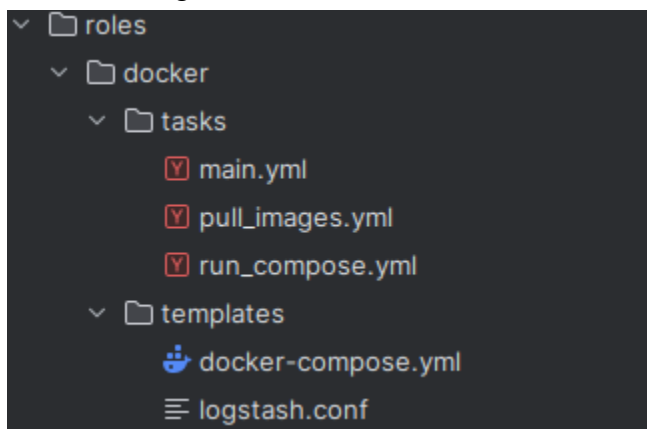 roles
docker
tasks
main.yml
pull_images.yml
run_compose.yml
templates
docker-compose.yml
logstash.conf